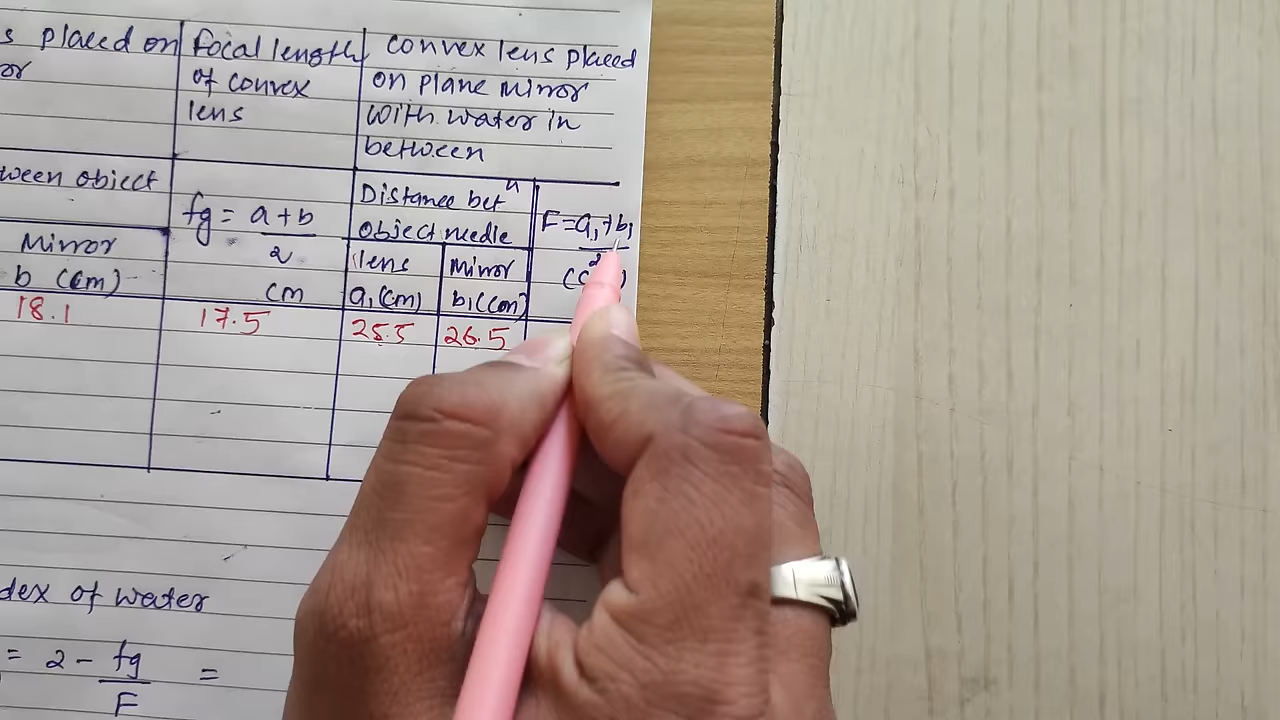 s placed on
or
Focal length
of convex
lens
convex lens placed
on plane mirror
with water in
between
ween object
Mirror
b (cm)
fg = a+b
2
cm
Distance betn
object needle
lens
a1(cm)
Mirror
b1(cm)
F=a1+b1
18.1
17.5
25.5
26.5
dex of water
= 2 - fg =
F